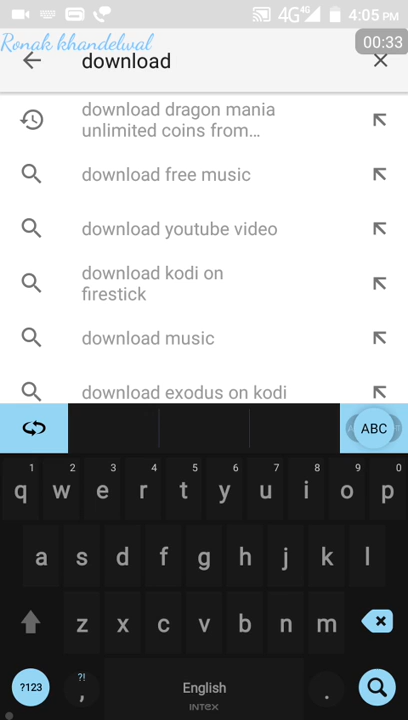 4G 4G 4:05 PM
Ronak khandelwal
00:33
download
download dragon mania
unlimited coins from...
download free music
download youtube video
download kodi on
firestick
download music
download exodus on kodi
ABC
1 2 3 4 5 6 7 8 9 0
q w e r t y u i o p
a s d f g h j k l
z x c v b n m
?123 ?! , English .
INTEX